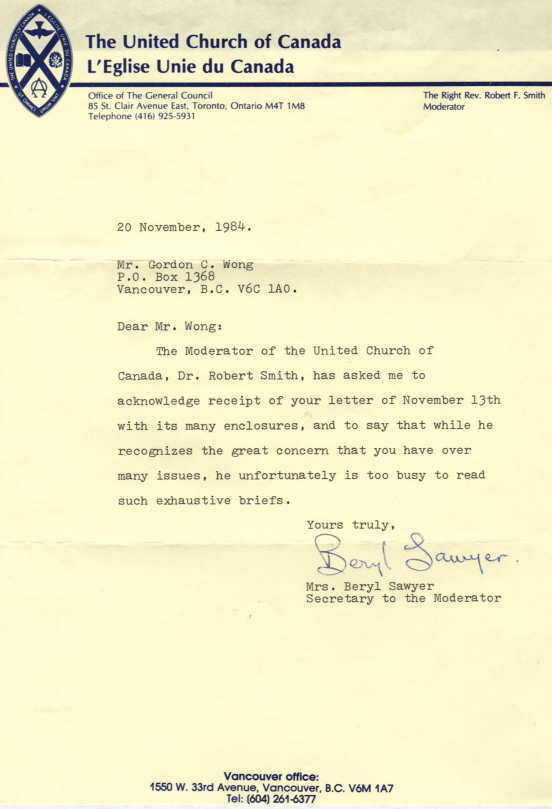 The United Church of Canada
L'Eglise Unie du Canada
Office of The General Council
85 St. Clair Avenue East, Toronto, Ontario M4T 1M8
Telephone (416) 925-5931
The Right Rev. Robert F. Smith
Moderator
20 November, 1984.
Mr. Gordon C. Wong
P.O. Box 1368
Vancouver, B.C. V6C 1A0.
Dear Mr. Wong:
The Moderator of the United Church of
Canada, Dr. Robert Smith, has asked me to
acknowledge receipt of your letter of November 13th
with its many enclosures, and to say that while he
recognizes the great concern that you have over
many issues, he unfortunately is too busy to read
such exhaustive briefs.
Yours truly,
Beryl Sawyer.
Mrs. Beryl Sawyer
Secretary to the Moderator
Vancouver office:
1550 W. 33rd Avenue, Vancouver, B.C. V6M 1A7
Tel: (604) 261-6377